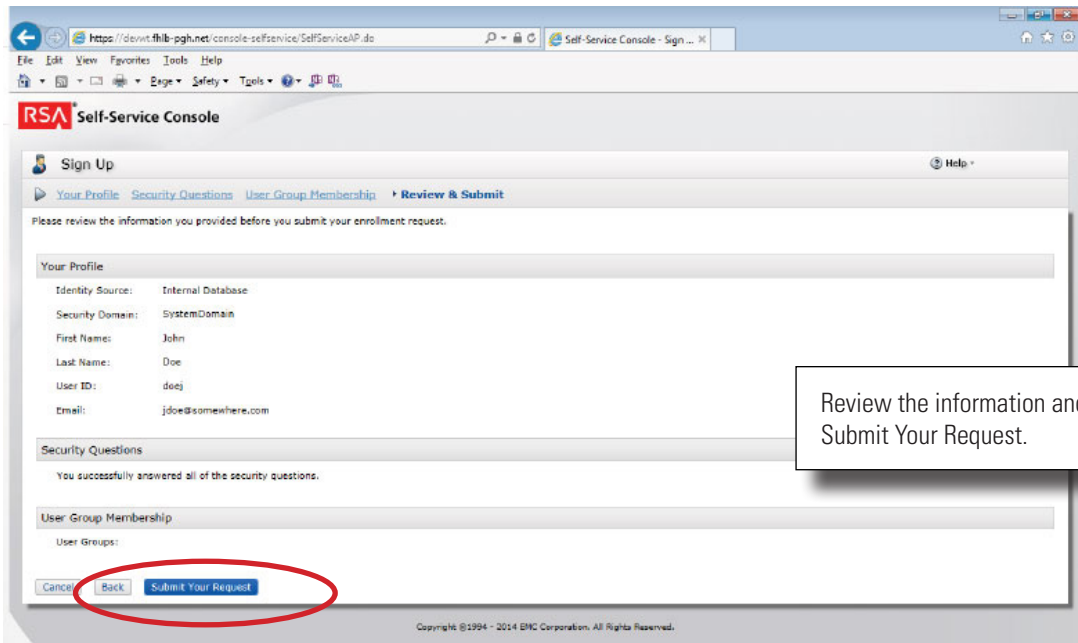 https://devwt.fhlb-pgh.net/console-selfservice/SelfServiceAP.do
Self-Service Console - Sign ...
File Edit View Favorites Tools Help
Page Safety Tools
RSA Self-Service Console
Sign Up
Help
Your Profile Security Questions User Group Membership Review & Submit
Please review the information you provided before you submit your enrollment request.
Your Profile
Identity Source: Internal Database
Security Domain: SystemDomain
First Name: John
Last Name: Doe
User ID: doej
Email: jdoe@somewhere.com
Review the information and
Submit Your Request.
Security Questions
You successfully answered all of the security questions.
User Group Membership
User Groups:
Cancel Back Submit Your Request
Copyright ©1994 - 2014 EMC Corporation. All Rights Reserved.